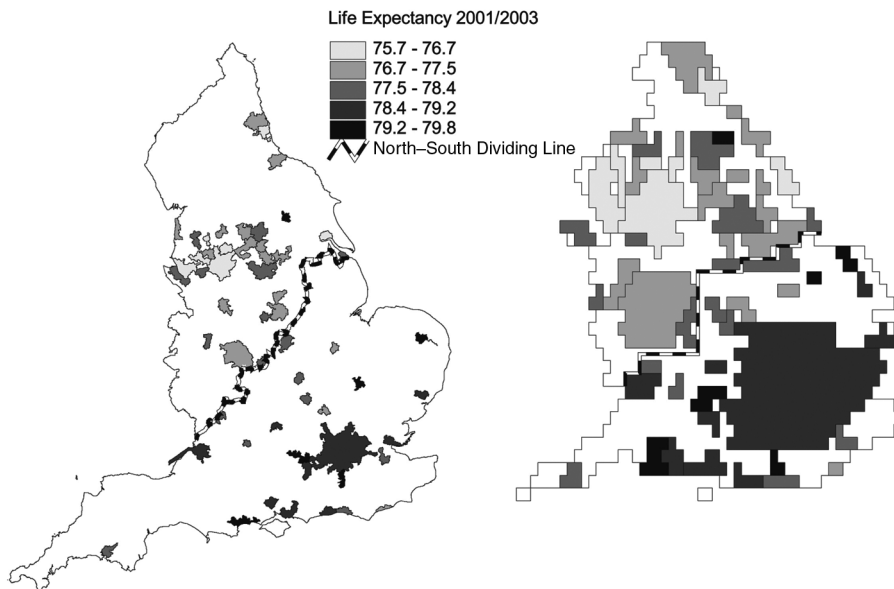 Life Expectancy 2001/2003
75.7 - 76.7
76.7 - 77.5
77.5 - 78.4
78.4 - 79.2
79.2 - 79.8
North–South Dividing Line